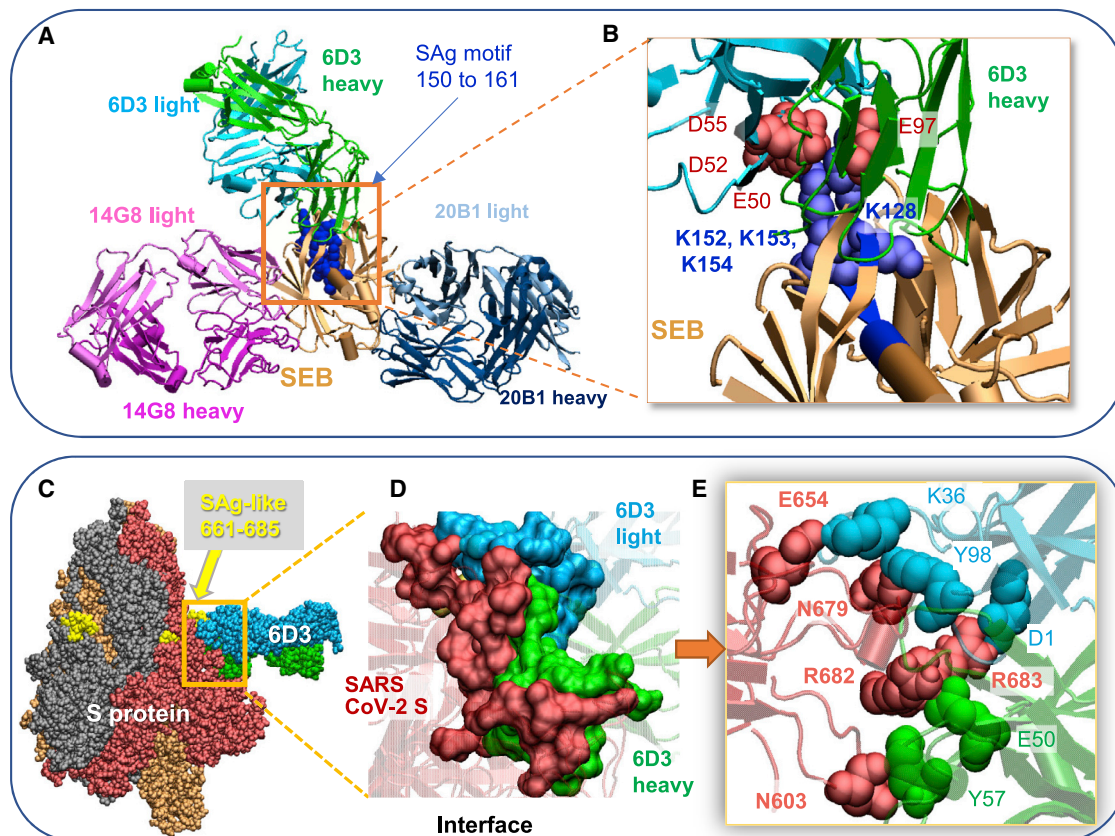 A
6D3
heavy
SAg motif
150 to 161
6D3 light
14G8 light
20B1 light
SEB
14G8 heavy
20B1 heavy
B
6D3
heavy
D55
E97
D52
E50
K128
K152, K153,
K154
SEB
C
SAg-like
661-685
6D3
S protein
D
6D3
light
SARS
CoV-2 S
6D3
heavy
Interface
E
E654
K36
Y98
N679
D1
R682
R683
E50
N603
Y57